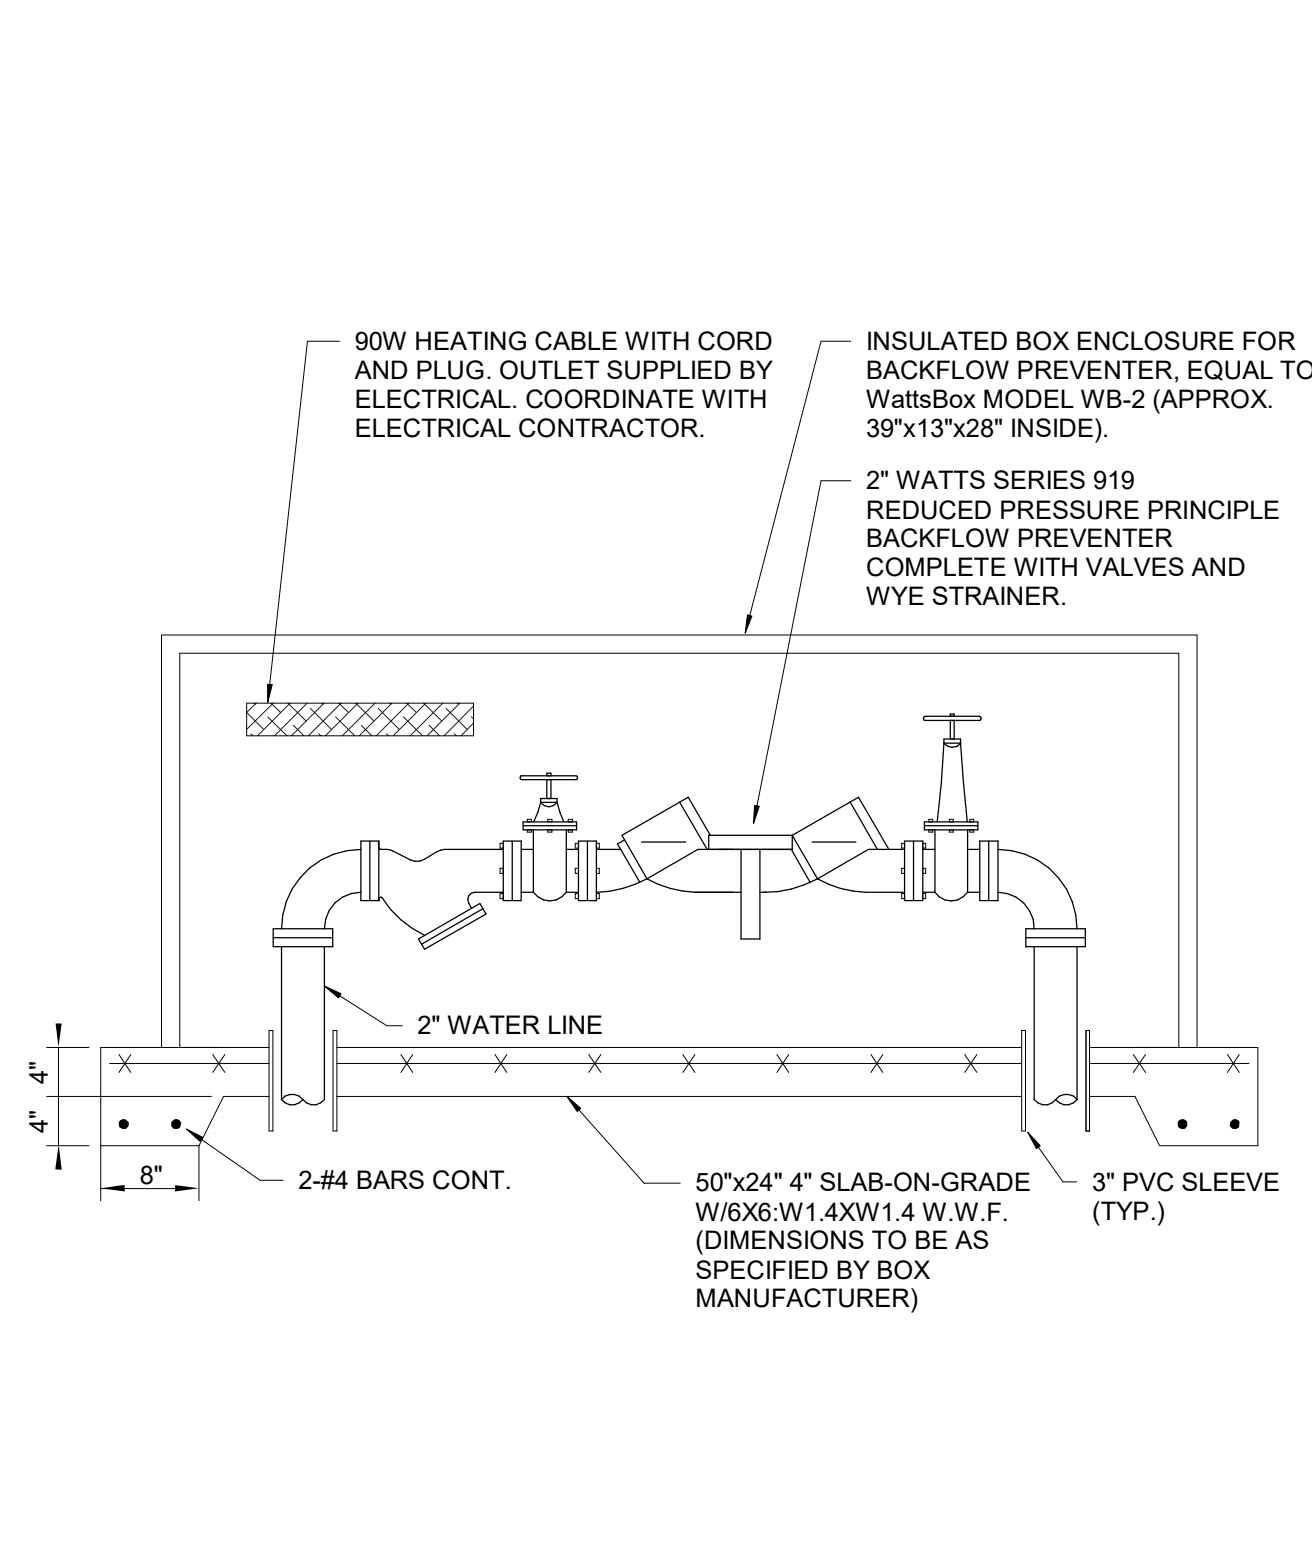 90W HEATING CABLE WITH CORD
AND PLUG. OUTLET SUPPLIED BY
ELECTRICAL. COORDINATE WITH
ELECTRICAL CONTRACTOR.
INSULATED BOX ENCLOSURE FOR
BACKFLOW PREVENTER, EQUAL TO
WattsBox MODEL WB-2 (APPROX.
39"x13"x28" INSIDE).
2" WATTS SERIES 919
REDUCED PRESSURE PRINCIPLE
BACKFLOW PREVENTER
COMPLETE WITH VALVES AND
WYE STRAINER.
2" WATER LINE
4"
4"
8"
2-#4 BARS CONT.
50"x24" 4" SLAB-ON-GRADE
W/6X6:W1.4XW1.4 W.W.F.
(DIMENSIONS TO BE AS
SPECIFIED BY BOX
MANUFACTURER)
3" PVC SLEEVE
(TYP.)